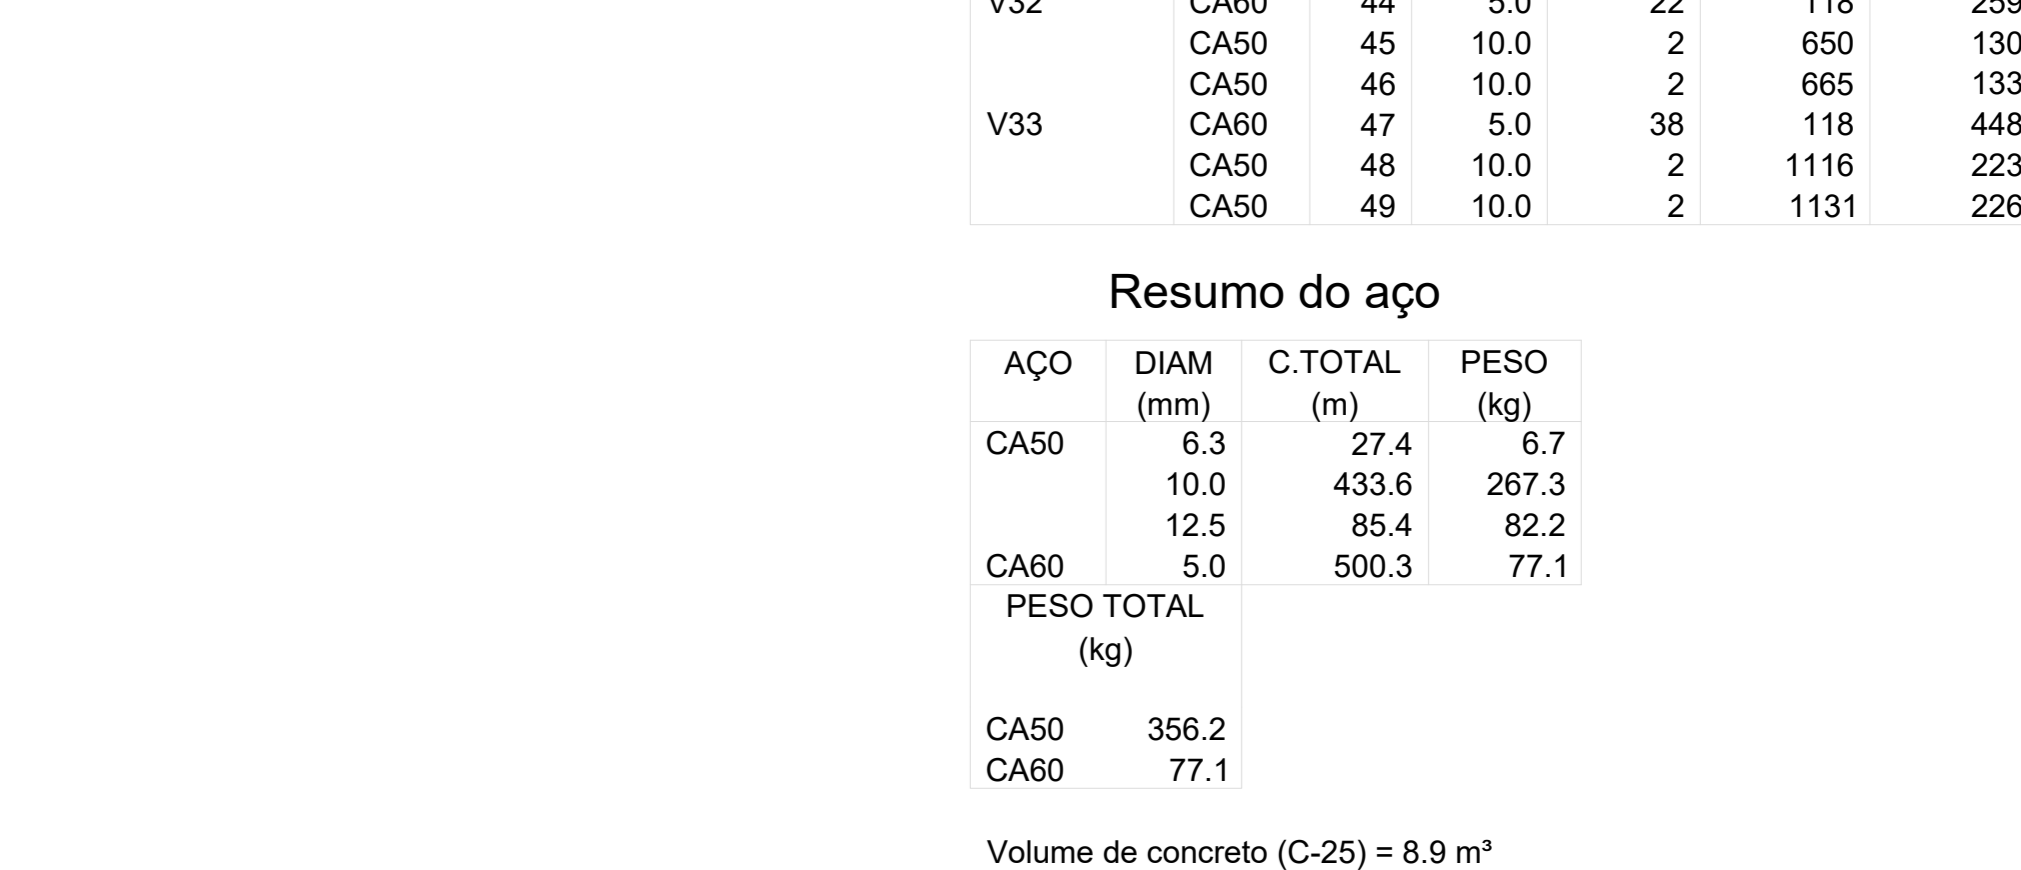 V32 CA60 44 5.0 22 118 259
CA50 45 10.0 2 650 130
CA50 46 10.0 2 665 133
V33 CA60 47 5.0 38 118 448
CA50 48 10.0 2 1116 223
CA50 49 10.0 2 1131 226
Resumo do aço
AÇO DIAM C.TOTAL PESO
(mm) (m) (kg)
CA50 6.3 27.4 6.7
10.0 433.6 267.3
12.5 85.4 82.2
CA60 5.0 500.3 77.1
PESO TOTAL
(kg)
CA50 356.2
CA60 77.1
Volume de concreto (C-25) = 8.9 m³